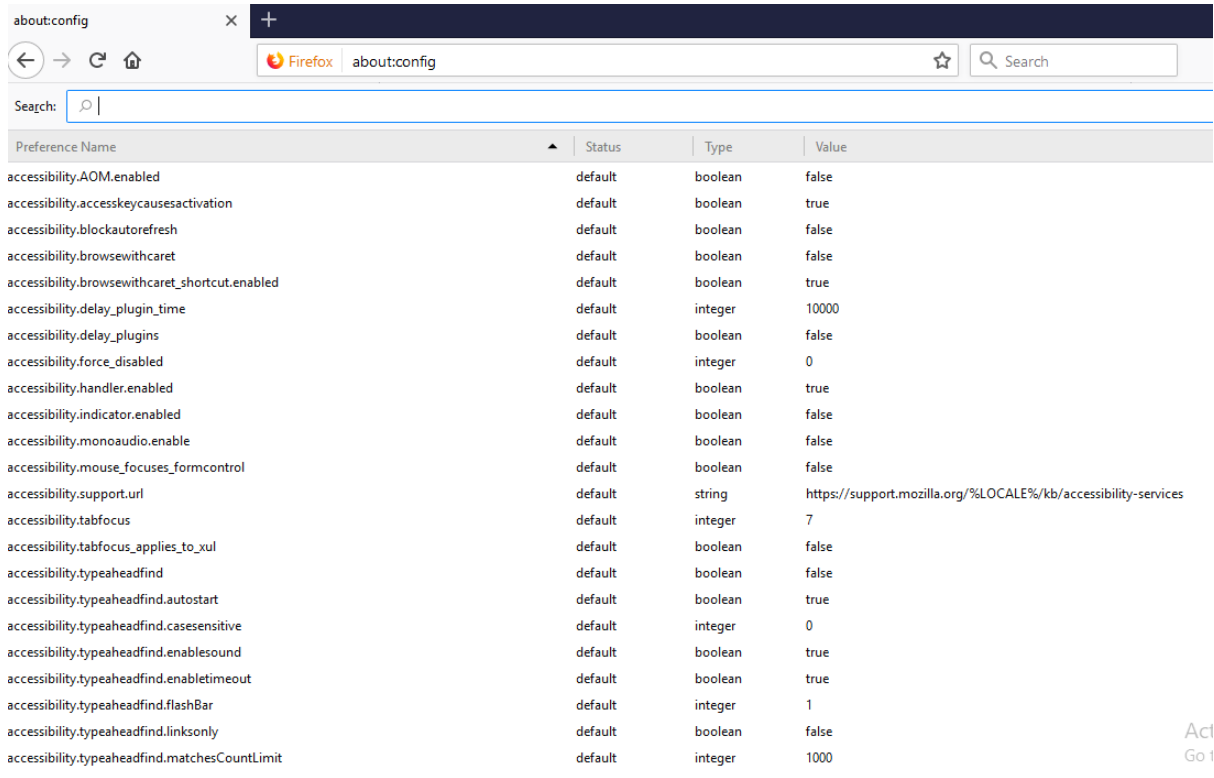 about:config
Firefox about:config Search
Search:
Preference Name Status Type Value
accessibility.AOM.enabled default boolean false
accessibility.accesskeycausesactivation default boolean true
accessibility.blockautorefresh default boolean false
accessibility.browsewithcaret default boolean false
accessibility.browsewithcaret_shortcut.enabled default boolean true
accessibility.delay_plugin_time default integer 10000
accessibility.delay_plugins default boolean false
accessibility.force_disabled default integer 0
accessibility.handler.enabled default boolean true
accessibility.indicator.enabled default boolean false
accessibility.monoaudio.enable default boolean false
accessibility.mouse_focuses_formcontrol default boolean false
accessibility.support.url default string https://support.mozilla.org/%LOCALE%/kb/accessibility-services
accessibility.tabfocus default integer 7
accessibility.tabfocus_applies_to_xul default boolean false
accessibility.typeaheadfind default boolean false
accessibility.typeaheadfind.autostart default boolean true
accessibility.typeaheadfind.casesensitive default integer 0
accessibility.typeaheadfind.enablesound default boolean true
accessibility.typeaheadfind.enabletimeout default boolean true
accessibility.typeaheadfind.flashBar default integer 1
accessibility.typeaheadfind.linksonly default boolean false
Act
accessibility.typeaheadfind.matchesCountLimit default integer 1000
Go t